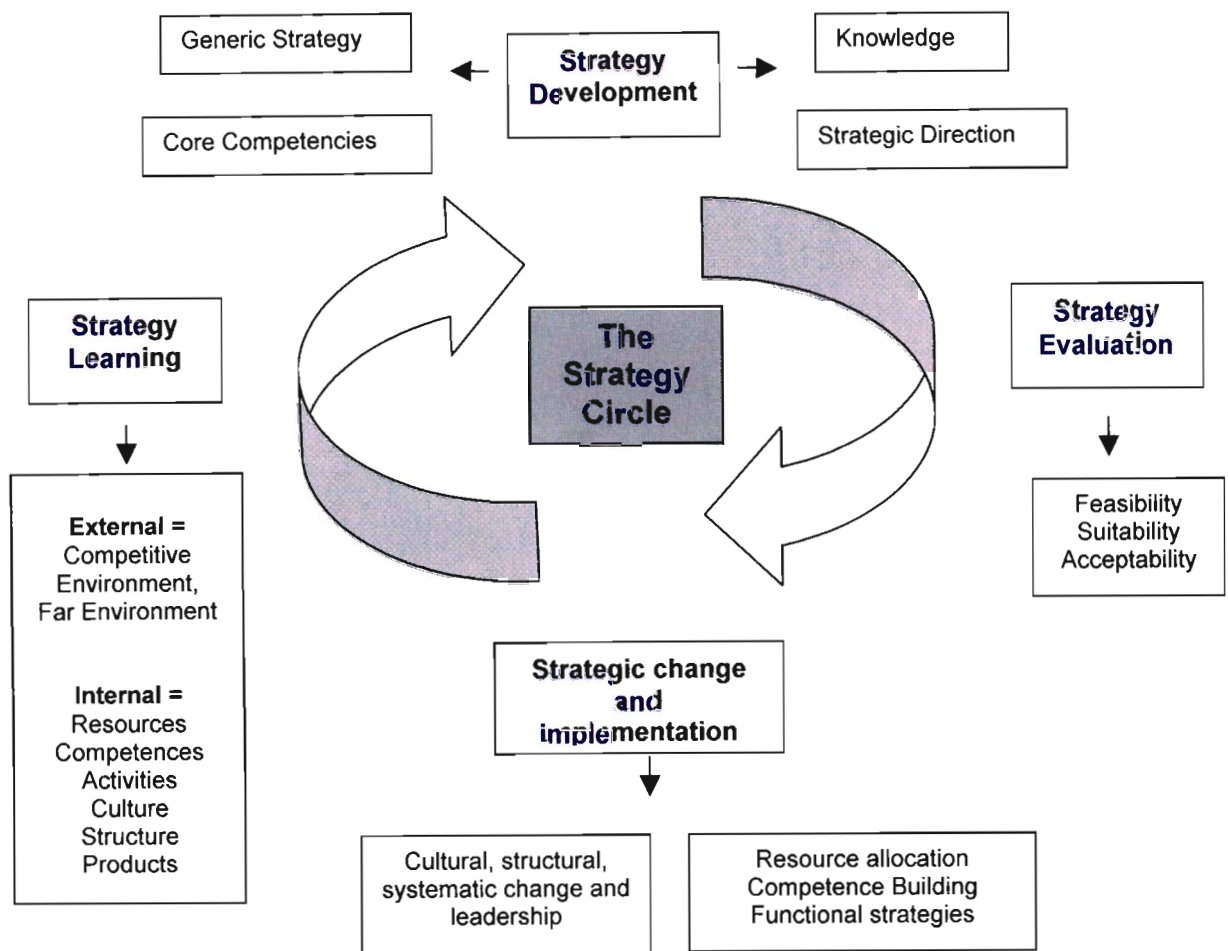 Generic Strategy
Strategy
Development
Knowledge
Core Competencies
Strategic Direction
Strategy
Learning
The
Strategy
Circle
Strategy
Evaluation
External =
Competitive
Environment,
Far Environment
Internal =
Resources
Competences
Activities
Culture
Structure
Products
Feasibility
Suitability
Acceptability
Strategic change
and
implementation
Cultural, structural,
systematic change and
leadership
Resource allocation
Competence Building
Functional strategies